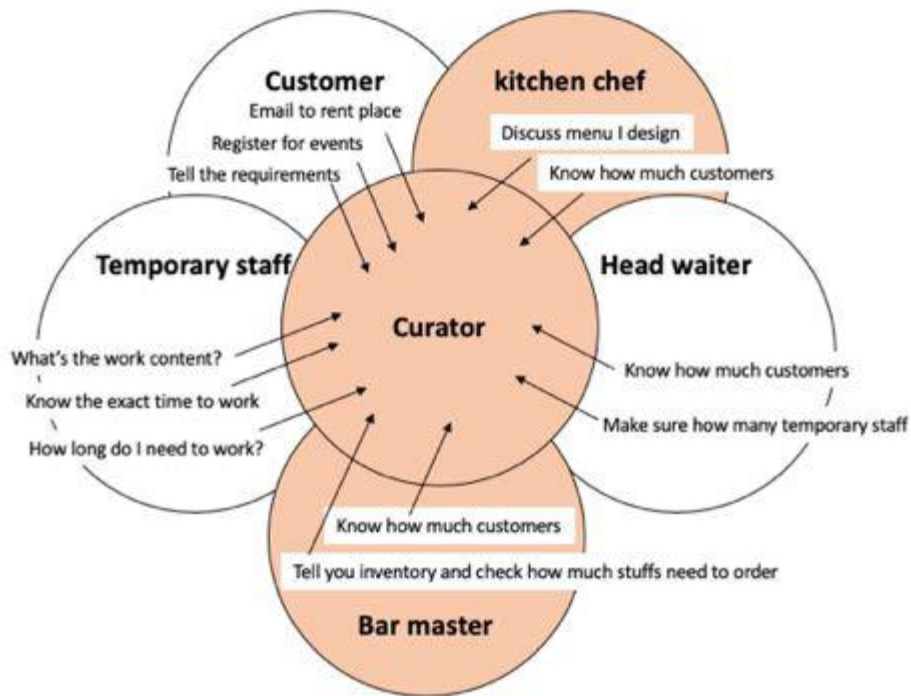 Customer
Email to rent place
Register for events
Tell the requirements
kitchen chef
Discuss menu I design
Know how much customers
Temporary staff
What's the work content?
Know the exact time to work
How long do I need to work?
Curator
Head waiter
Know how much customers
Make sure how many temporary staff
Know how much customers
Tell you inventory and check how much stuffs need to order
Bar master